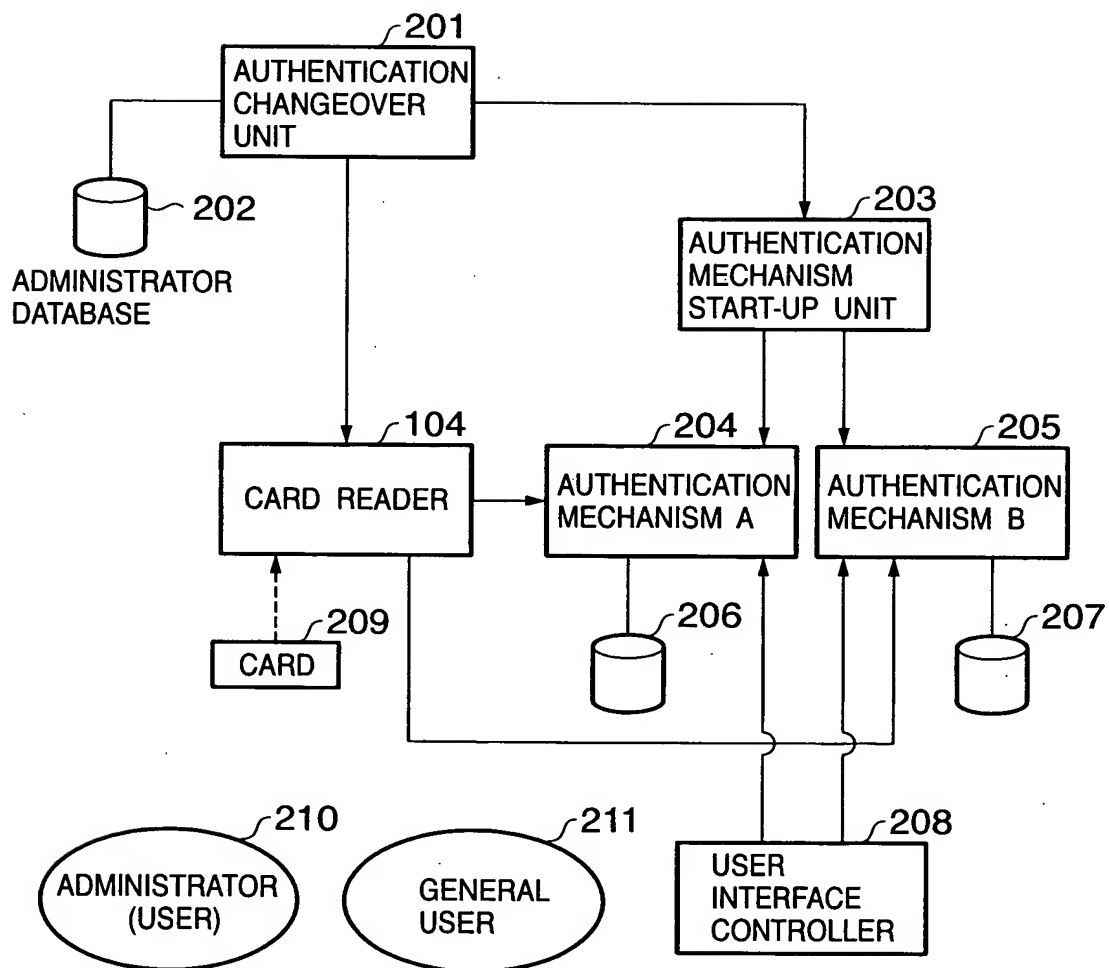 201
AUTHENTICATION
CHANGEOVER
UNIT
202
ADMINISTRATOR
DATABASE
203
AUTHENTICATION
MECHANISM
START-UP UNIT
104
CARD READER
204
AUTHENTICATION
MECHANISM A
205
AUTHENTICATION
MECHANISM B
209
CARD
206
207
210
ADMINISTRATOR
(USER)
211
GENERAL
USER
208
USER
INTERFACE
CONTROLLER